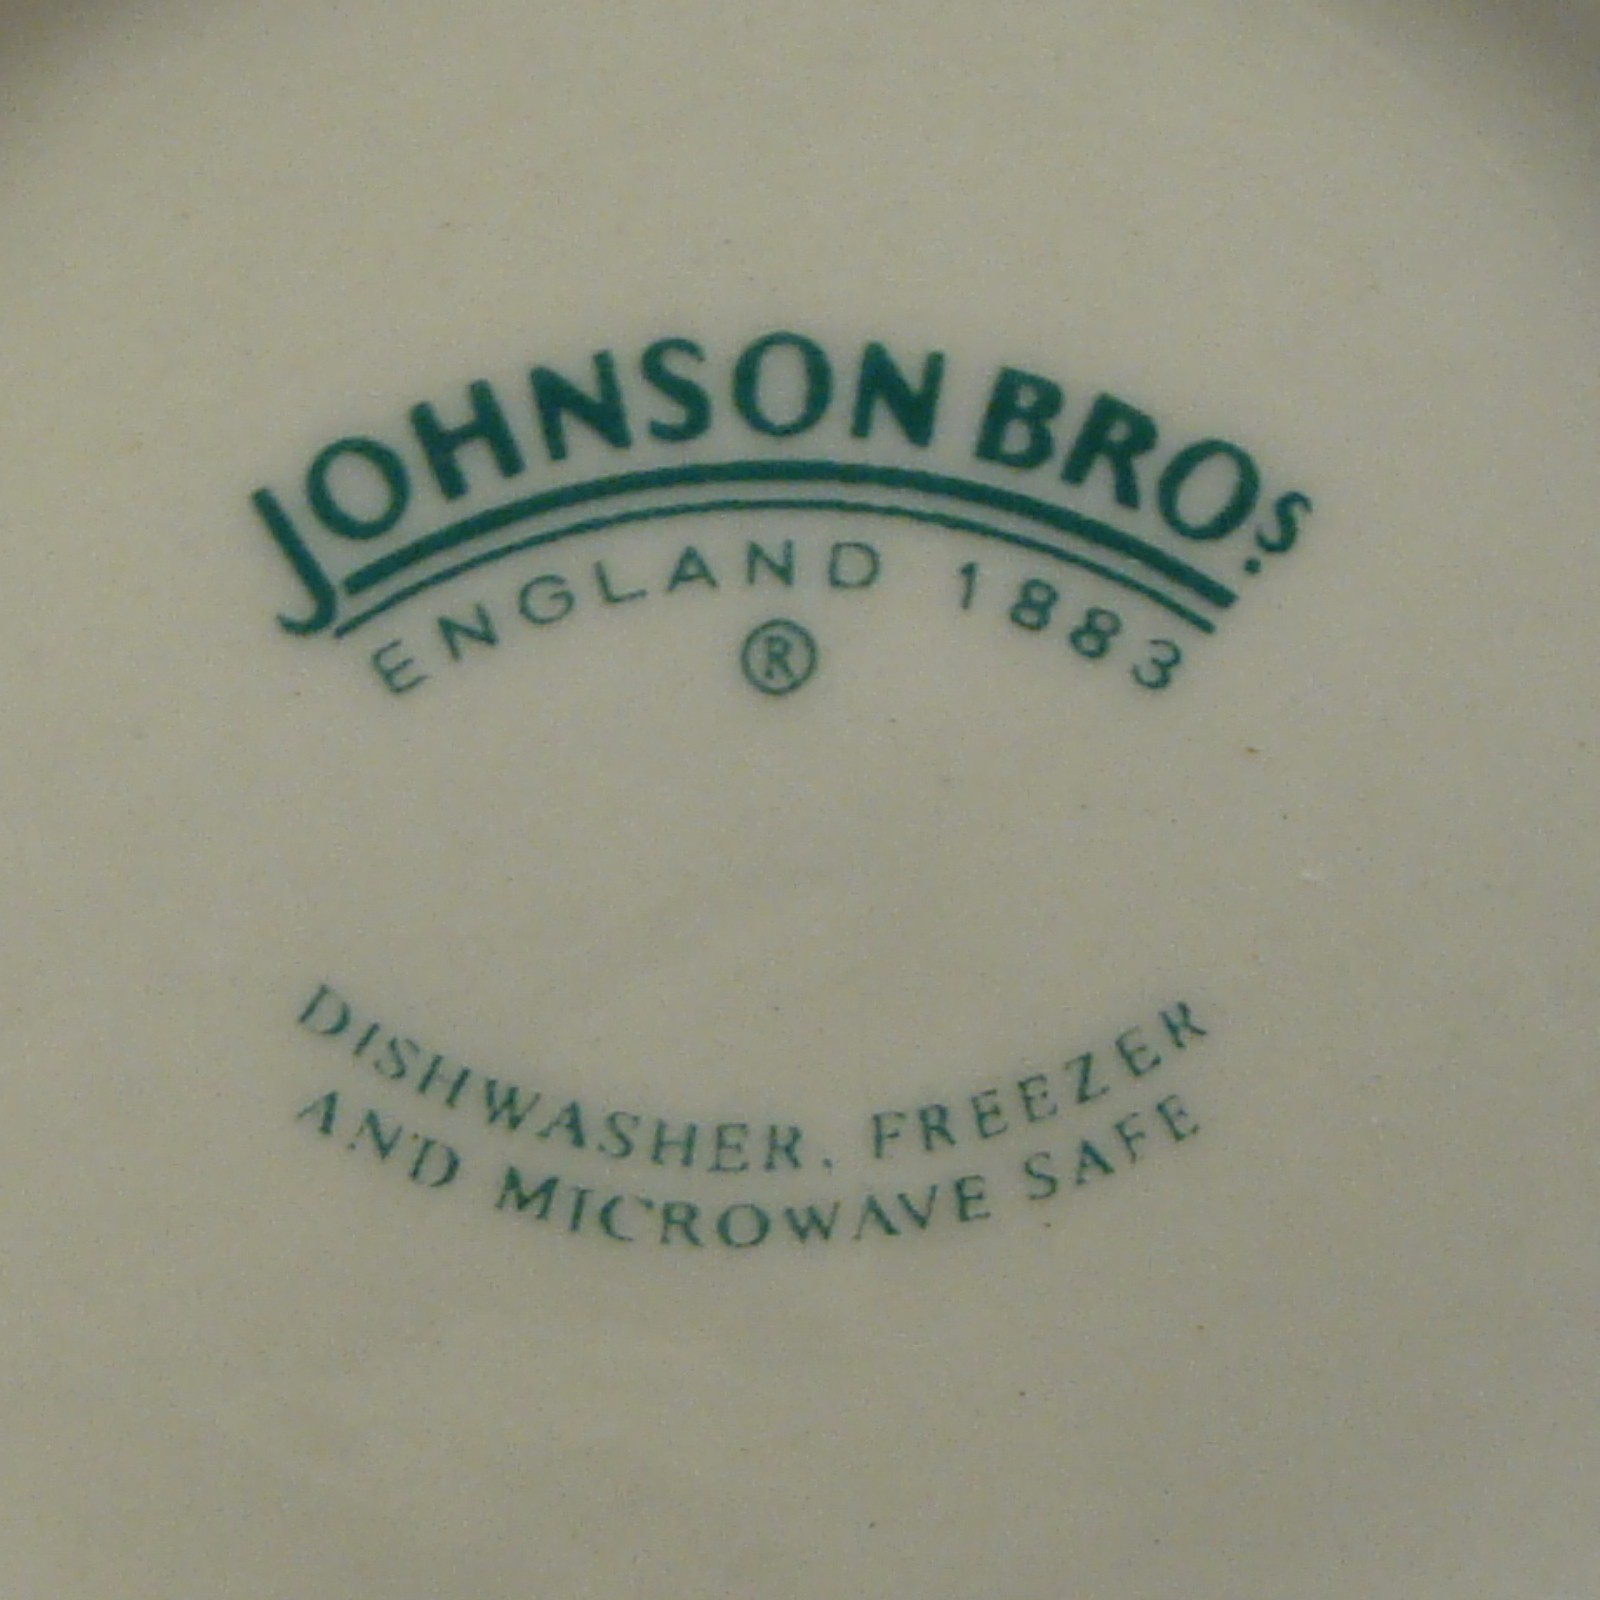 JOHNSON BROS.
ENGLAND 1883
®
DISHWASHER, FREEZER
AND MICROWAVE SAFE